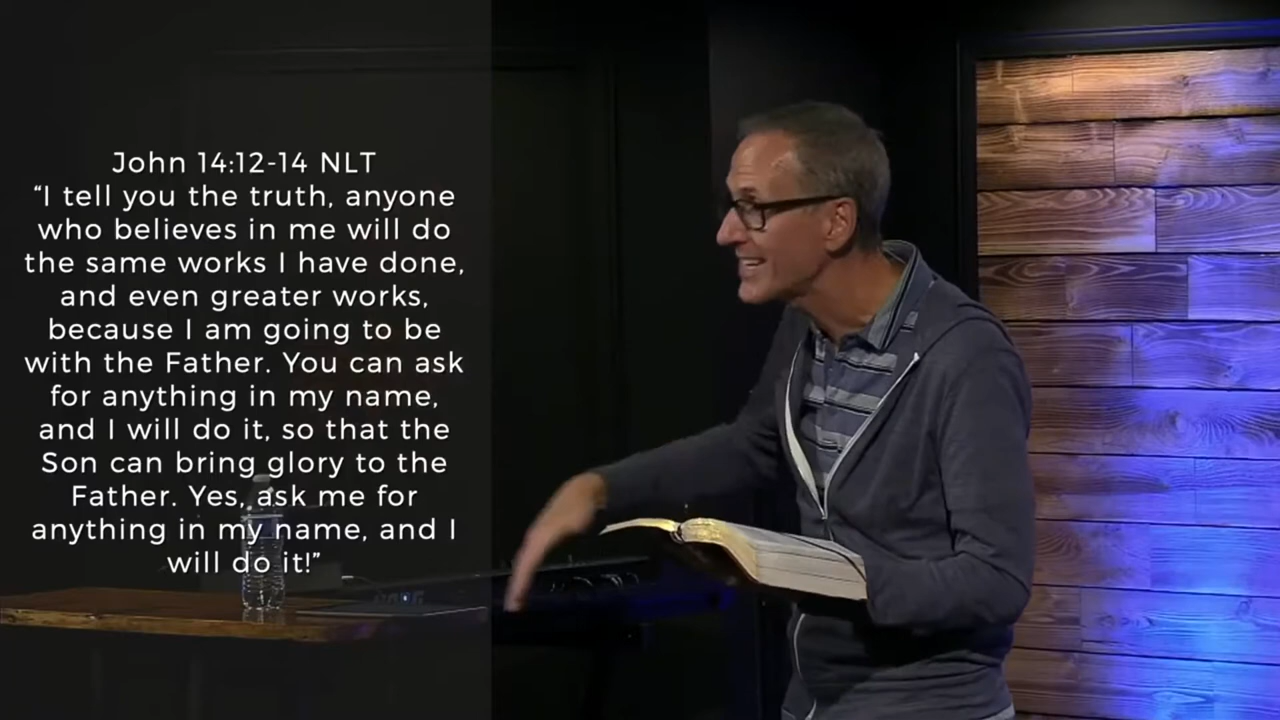 John 14:12-14 NLT
“I tell you the truth, anyone
who believes in me will do
the same works I have done,
and even greater works,
because I am going to be
with the Father. You can ask
for anything in my name,
and I will do it, so that the
Son can bring glory to the
Father. Yes, ask me for
anything in my name, and I
will do it!”